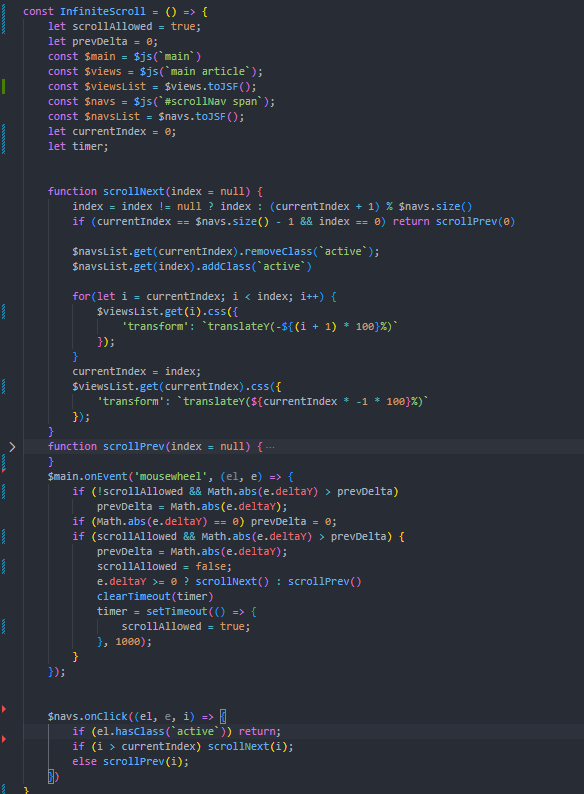 const InfiniteScroll = () => {
let scrollAllowed = true;
let prevDelta = 0;
const $main = $js(`main`)
const $views = $js(`main article`);
const $viewsList = $views.toJSF();
const $navs = $js(`#scrollNav span`);
const $navsList = $navs.toJSF();
let currentIndex = 0;
let timer;
function scrollNext(index = null) {
index = index != null ? index : (currentIndex + 1) % $navs.size()
if (currentIndex == $navs.size() - 1 && index == 0) return scrollPrev(0)
$navsList.get(currentIndex).removeClass(`active`);
$navsList.get(index).addClass(`active`)
for(let i = currentIndex; i < index; i++) {
$viewsList.get(i).css({
'transform': `translateY(-${(i + 1) * 100}%)`
});
}
currentIndex = index;
$viewsList.get(currentIndex).css({
'transform': `translateY(${currentIndex * -1 * 100}%)`
});
}
function scrollPrev(index = null) {…
}
$main.onEvent('mousewheel', (el, e) => {
if (!scrollAllowed && Math.abs(e.deltaY) > prevDelta)
prevDelta = Math.abs(e.deltaY);
if (Math.abs(e.deltaY) == 0) prevDelta = 0;
if (scrollAllowed && Math.abs(e.deltaY) > prevDelta) {
prevDelta = Math.abs(e.deltaY);
scrollAllowed = false;
e.deltaY >= 0 ? scrollNext() : scrollPrev()
clearTimeout(timer)
timer = setTimeout(() => {
scrollAllowed = true;
}, 1000);
}
});
$navs.onClick((el, e, i) => {
if (el.hasClass(`active`)) return;
if (i > currentIndex) scrollNext(i);
else scrollPrev(i);
})
}